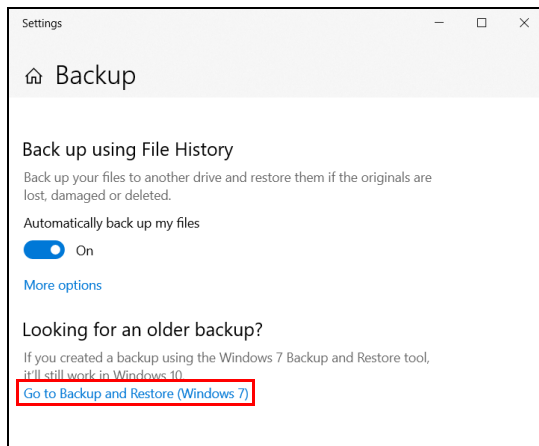 Settings
Backup
Back up using File History
Back up your files to another drive and restore them if the originals are
lost, damaged or deleted.
Automatically back up my files
On
More options
Looking for an older backup?
If you created a backup using the Windows 7 Backup and Restore tool,
it'll still work in Windows 10.
Go to Backup and Restore (Windows 7)